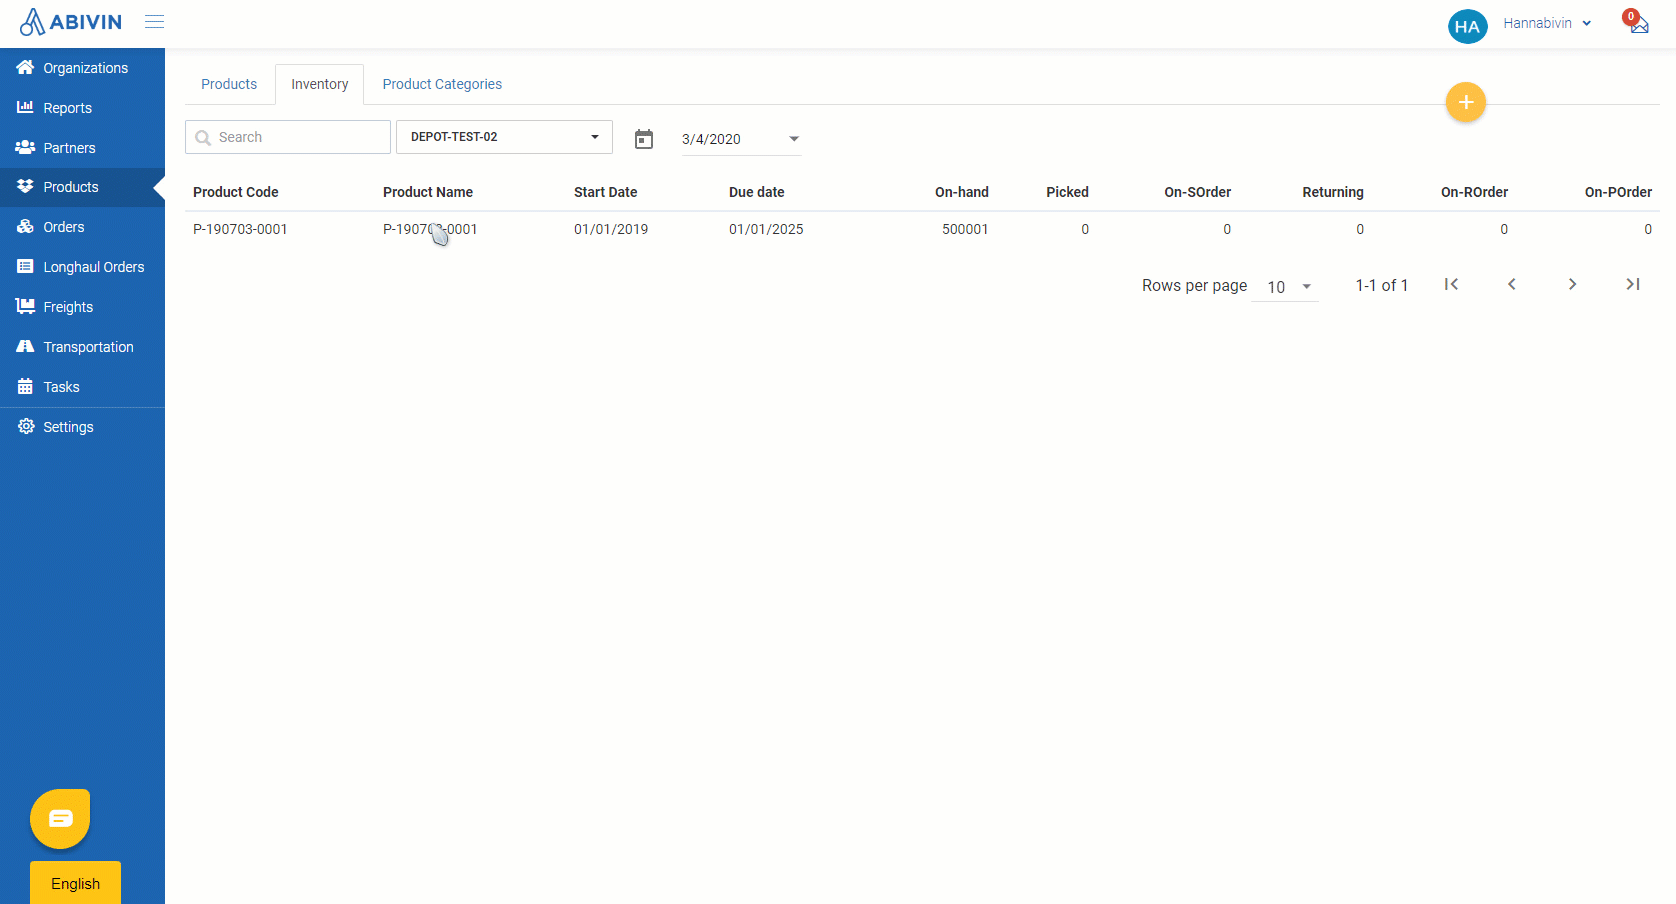 ABIVIN
HA
Hannabivin
0
Organizations
Reports
Partners
Products
Orders
Longhaul Orders
Freights
Transportation
Tasks
Settings
English
Products Inventory Product Categories
+
Search
DEPOT-TEST-02
3/4/2020
Product Code Product Name Start Date Due date On-hand Picked On-SOrder Returning On-ROrder On-POrder
P-190703-0001 P-190703-0001 01/01/2019 01/01/2025 500001 0 0 0 0 0
Rows per page 10 1-1 of 1